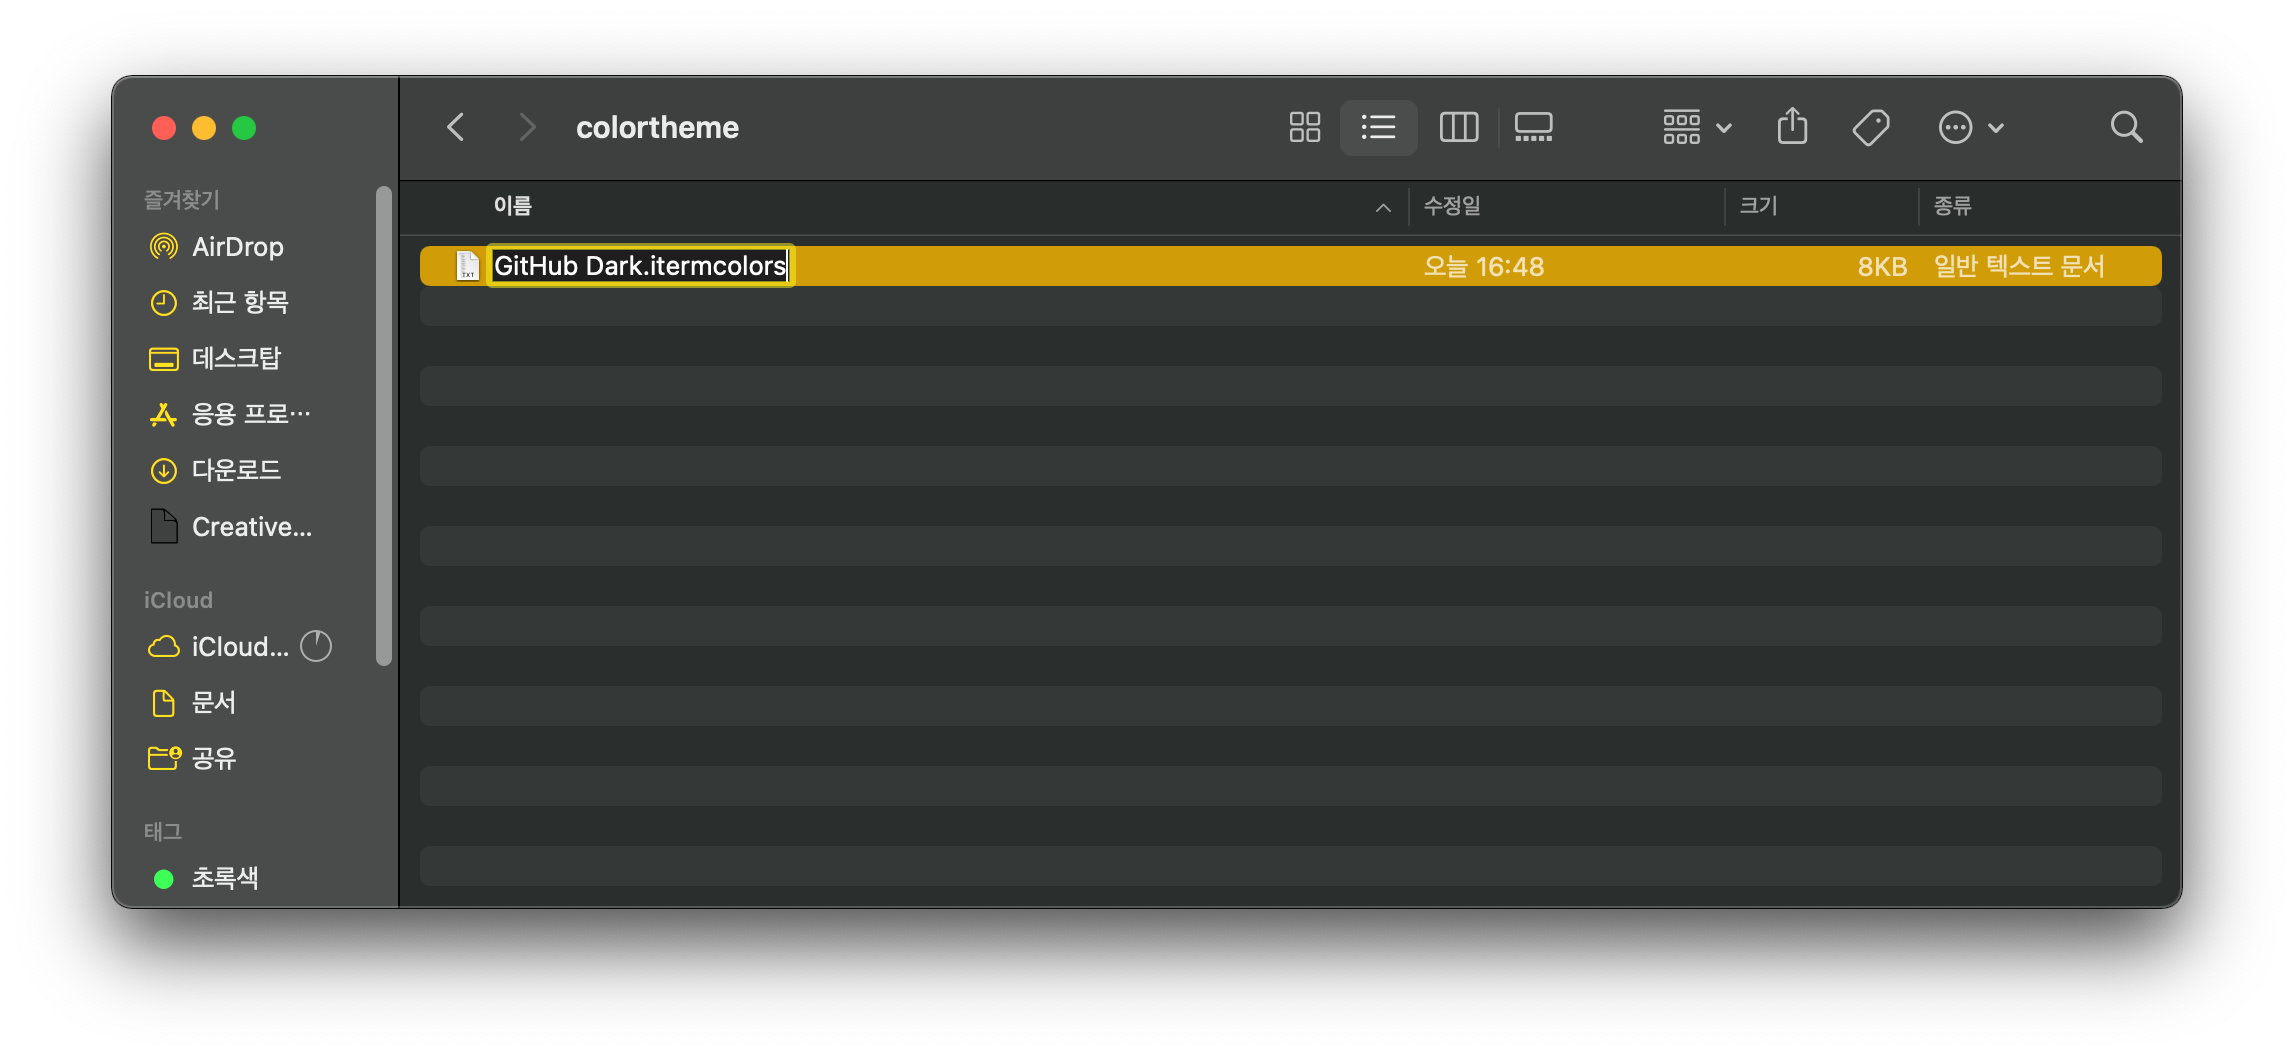 colortheme
즐겨찾기
AirDrop
최근 항목
데스크탑
응용 프로…
다운로드
Creative...
iCloud
iCloud...
문서
공유
태그
초록색
이름 수정일 크기 종류
TXT GitHub Dark.itermcolors 오늘 16:48 8KB 일반 텍스트 문서